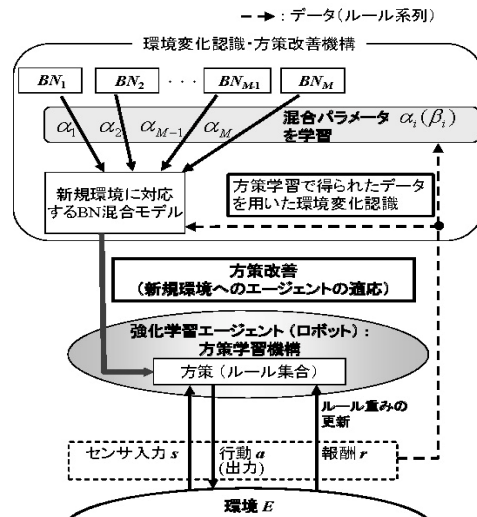 : データ(ルール系列)
環境変化認識・方策改善機構
BN1 BN2 ・・・ BNM-1 BNM
α1 α2 αM-1 αM
混合パラメータ αi(βi)
を学習
新規環境に対応
するBN混合モデル
方策学習で得られたデータ
を用いた環境変化認識
方策改善
(新規環境へのエージェントの適応)
強化学習エージェント(ロボット):
方策学習機構
方策(ルール集合)
ルール重みの
更新
センサ入力 s 行動 a 報酬 r
(出力)
環境 E